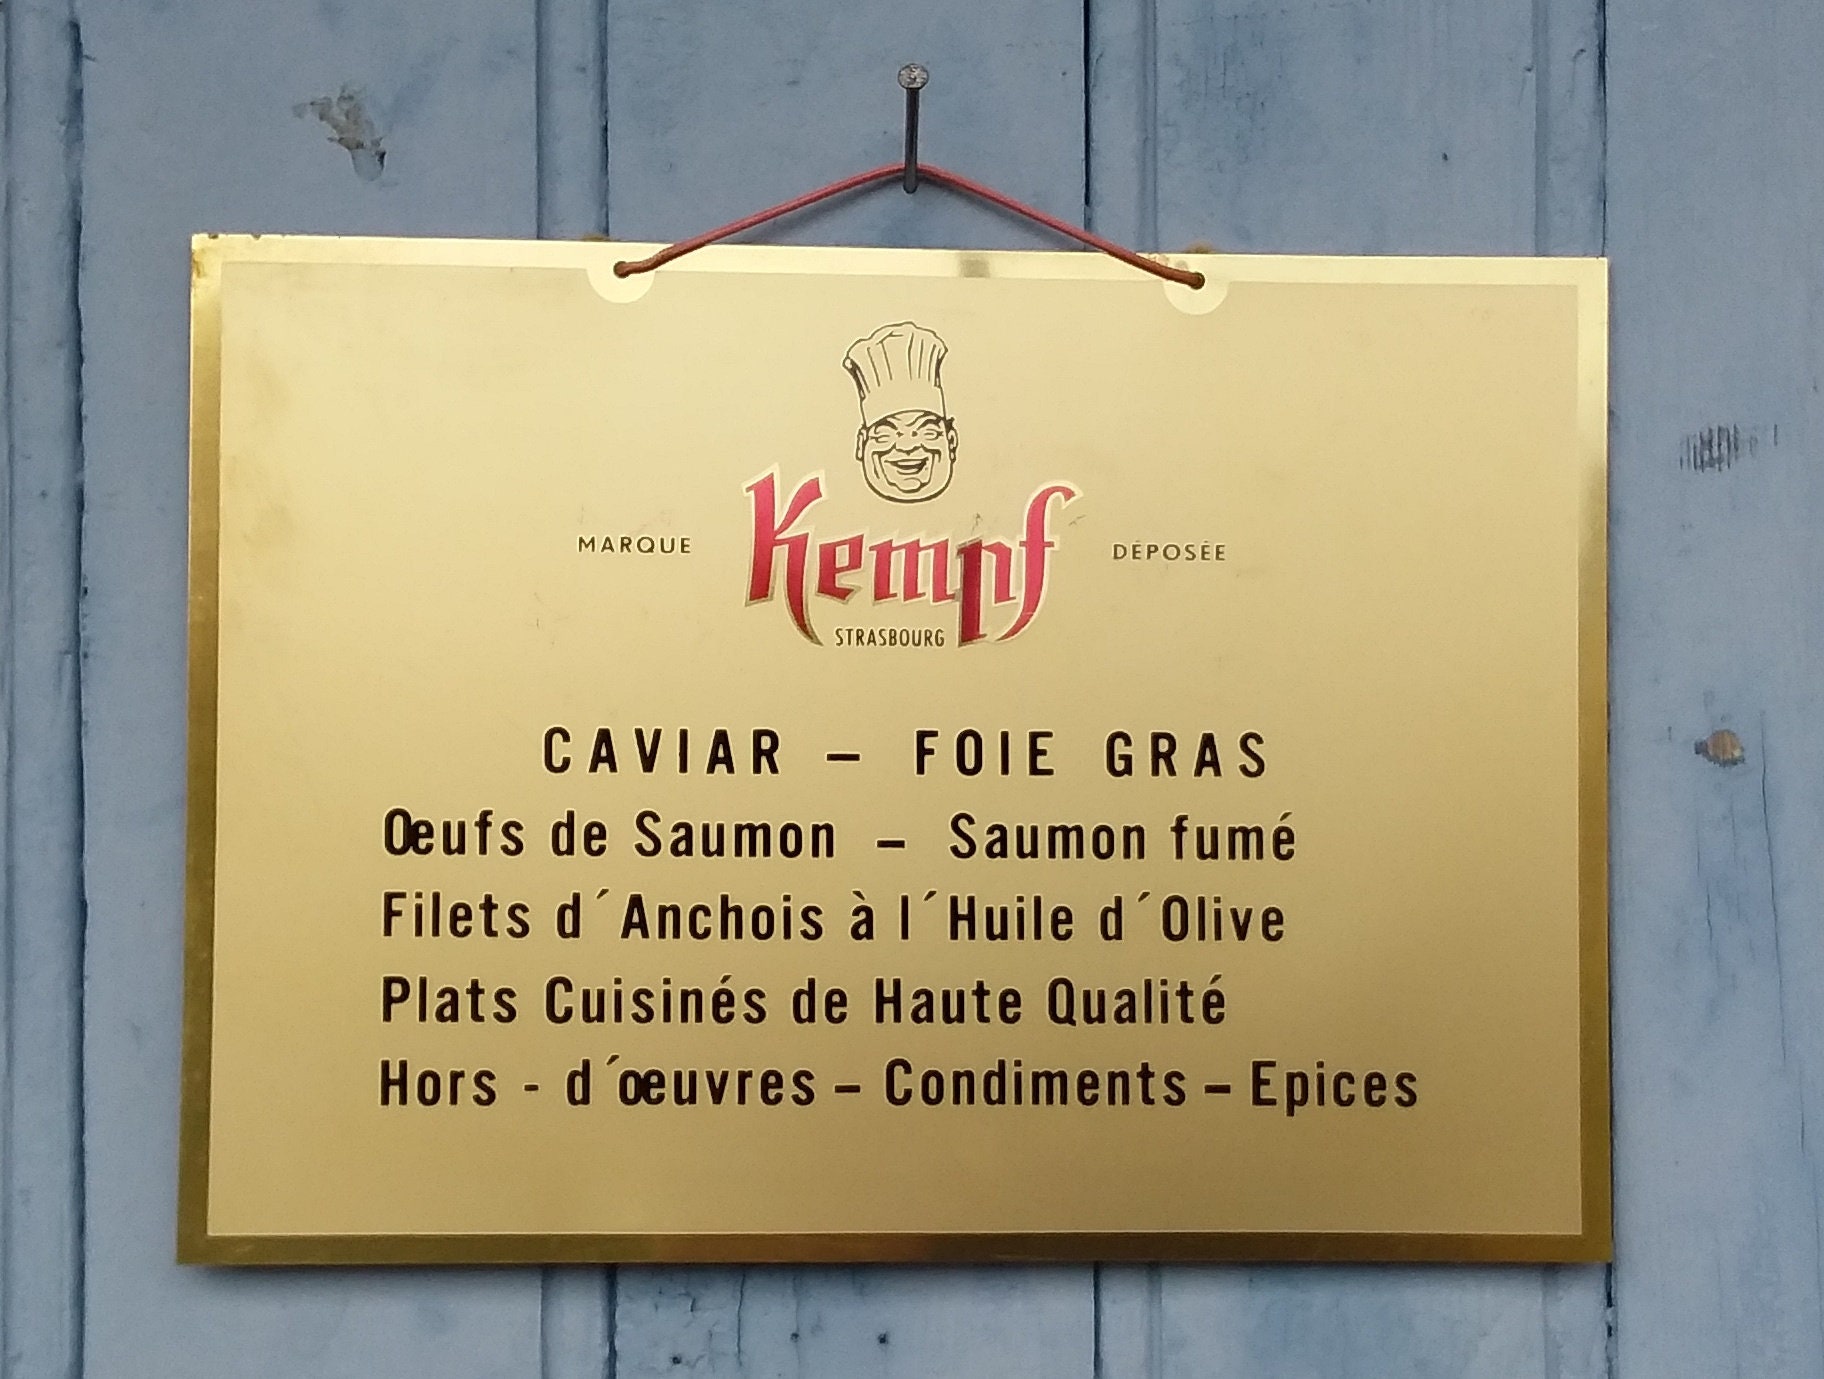 MARQUE Kempf DÉPOSÉE
STRASBOURG
CAVIAR – FOIE GRAS
Œufs de Saumon – Saumon fumé
Filets d´Anchois à l´Huile d´Olive
Plats Cuisinés de Haute Qualité
Hors - d´œuvres – Condiments – Epices